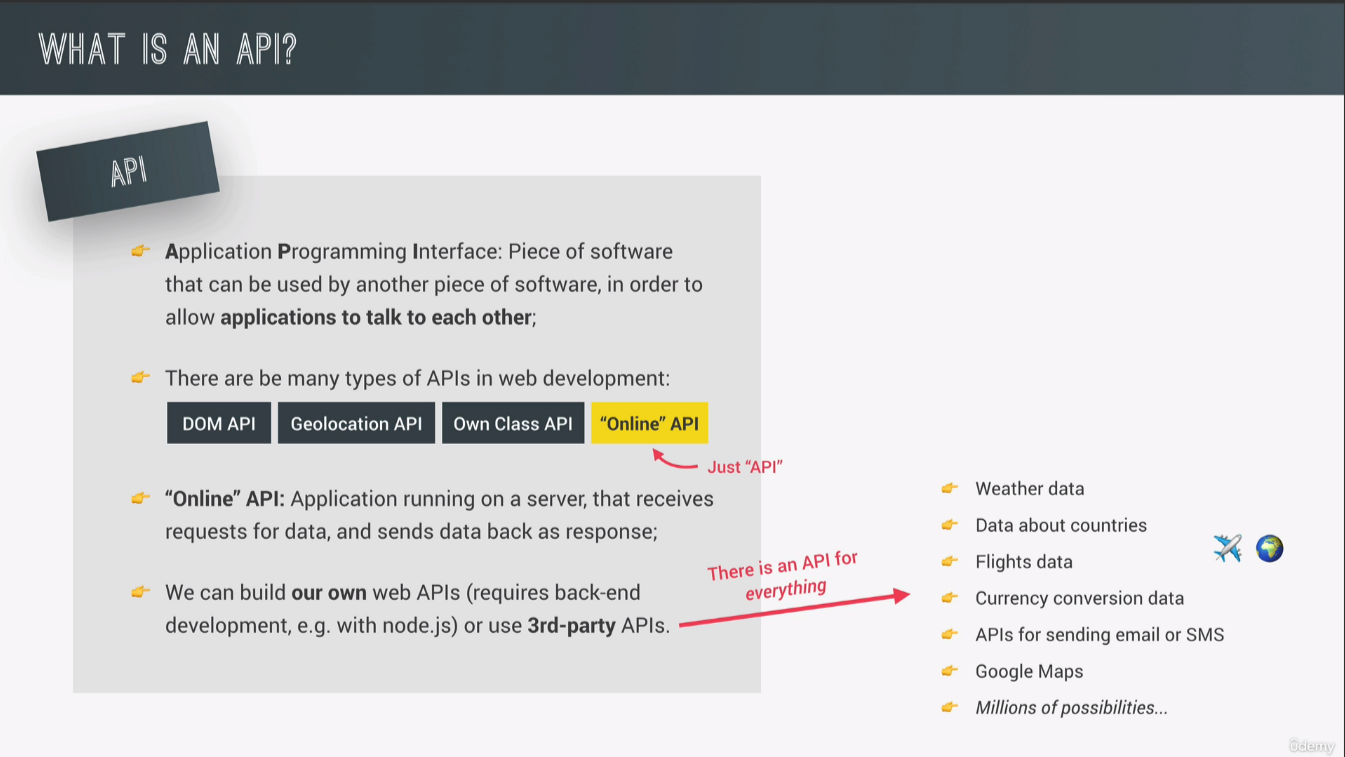 WHAT IS AN API?
API
Application Programming Interface: Piece of software
that can be used by another piece of software, in order to
allow applications to talk to each other;
There are be many types of APIs in web development:
DOM API
Geolocation API
Own Class API
“Online” API
Just “API”
“Online” API: Application running on a server, that receives
requests for data, and sends data back as response;
We can build our own web APIs (requires back-end
development, e.g. with node.js) or use 3rd-party APIs.
There is an API for
everything
Weather data
Data about countries
Flights data
Currency conversion data
APIs for sending email or SMS
Google Maps
Millions of possibilities...
ûdemy